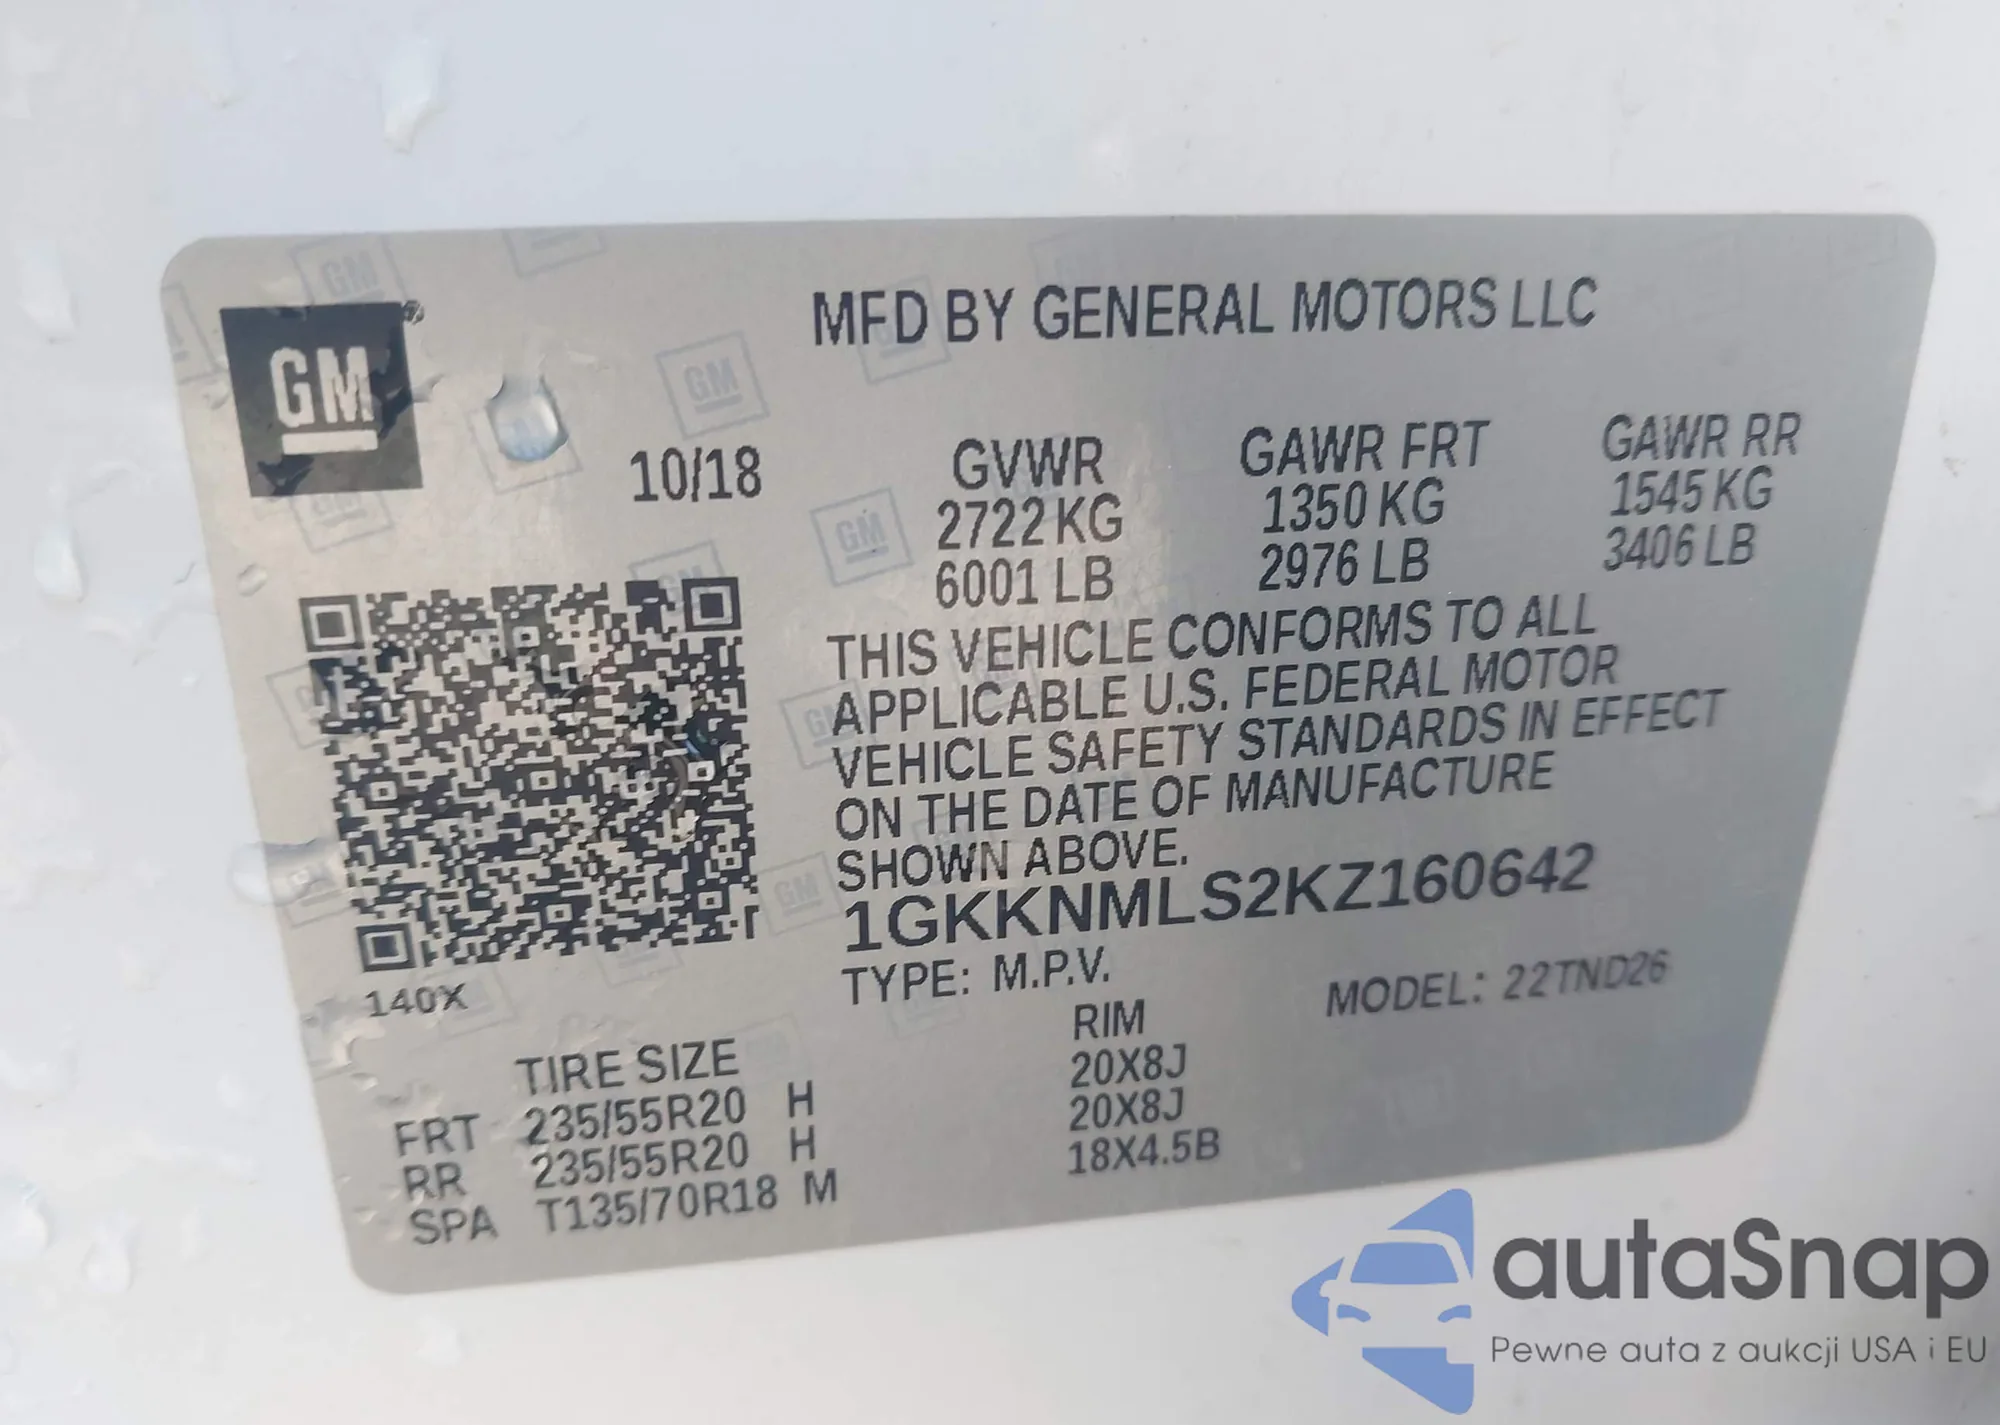 GM
MFD BY GENERAL MOTORS LLC
10/18
GVWR GAWR FRT GAWR RR
2722 KG 1350 KG 1545 KG
6001 LB 2976 LB 3406 LB
THIS VEHICLE CONFORMS TO ALL
APPLICABLE U.S. FEDERAL MOTOR
VEHICLE SAFETY STANDARDS IN EFFECT
ON THE DATE OF MANUFACTURE
SHOWN ABOVE.
1GKKNMLS2KZ160642
TYPE: M.P.V. MODEL: 22TND26
140X
TIRE SIZE RIM
FRT 235/55R20 H 20X8J
RR 235/55R20 H 20X8J
SPA T135/70R18 M 18X4.5B
autaSnap
Pewne auta z aukcji USA i EU